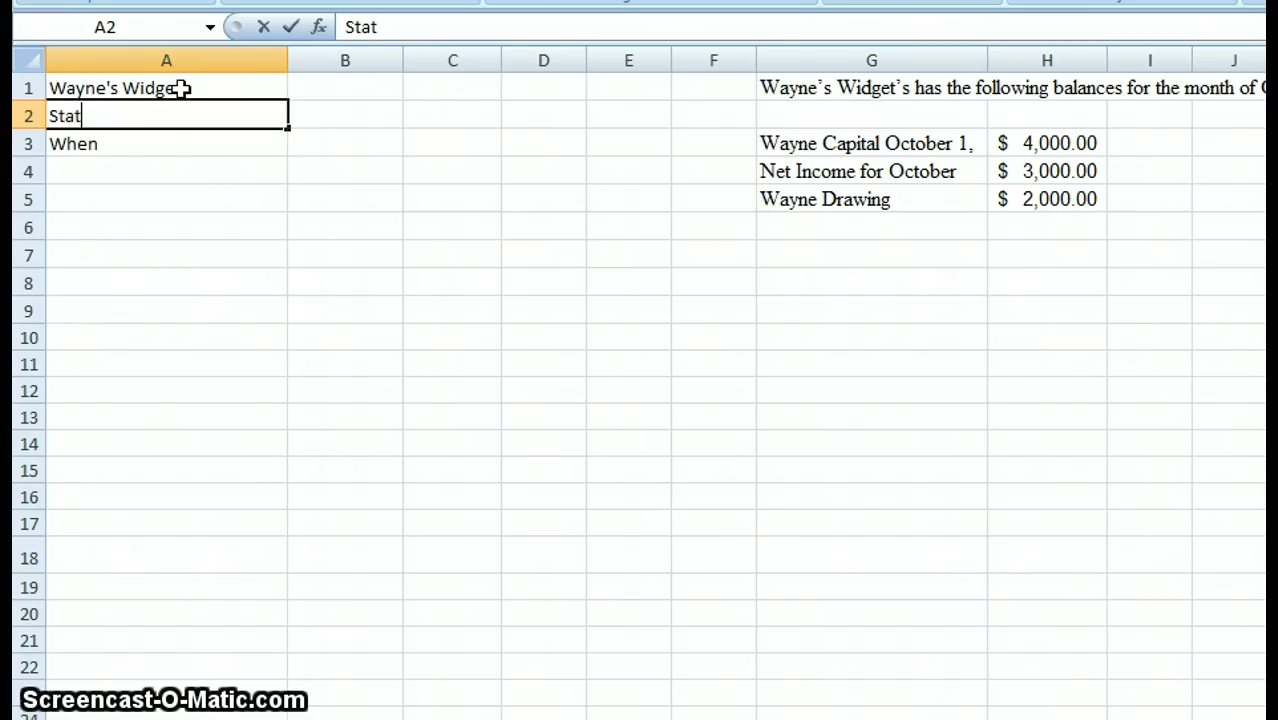 A2 fx Stat
A B C D E F G H I J
1 Wayne's Widge Wayne’s Widget’s has the following balances for the month of
2 Stat
3 When Wayne Capital October 1, $ 4,000.00
4 Net Income for October $ 3,000.00
5 Wayne Drawing $ 2,000.00
6
7
8
9
10
11
12
13
14
15
16
17
18
19
20
21
22
Screencast-O-Matic.com